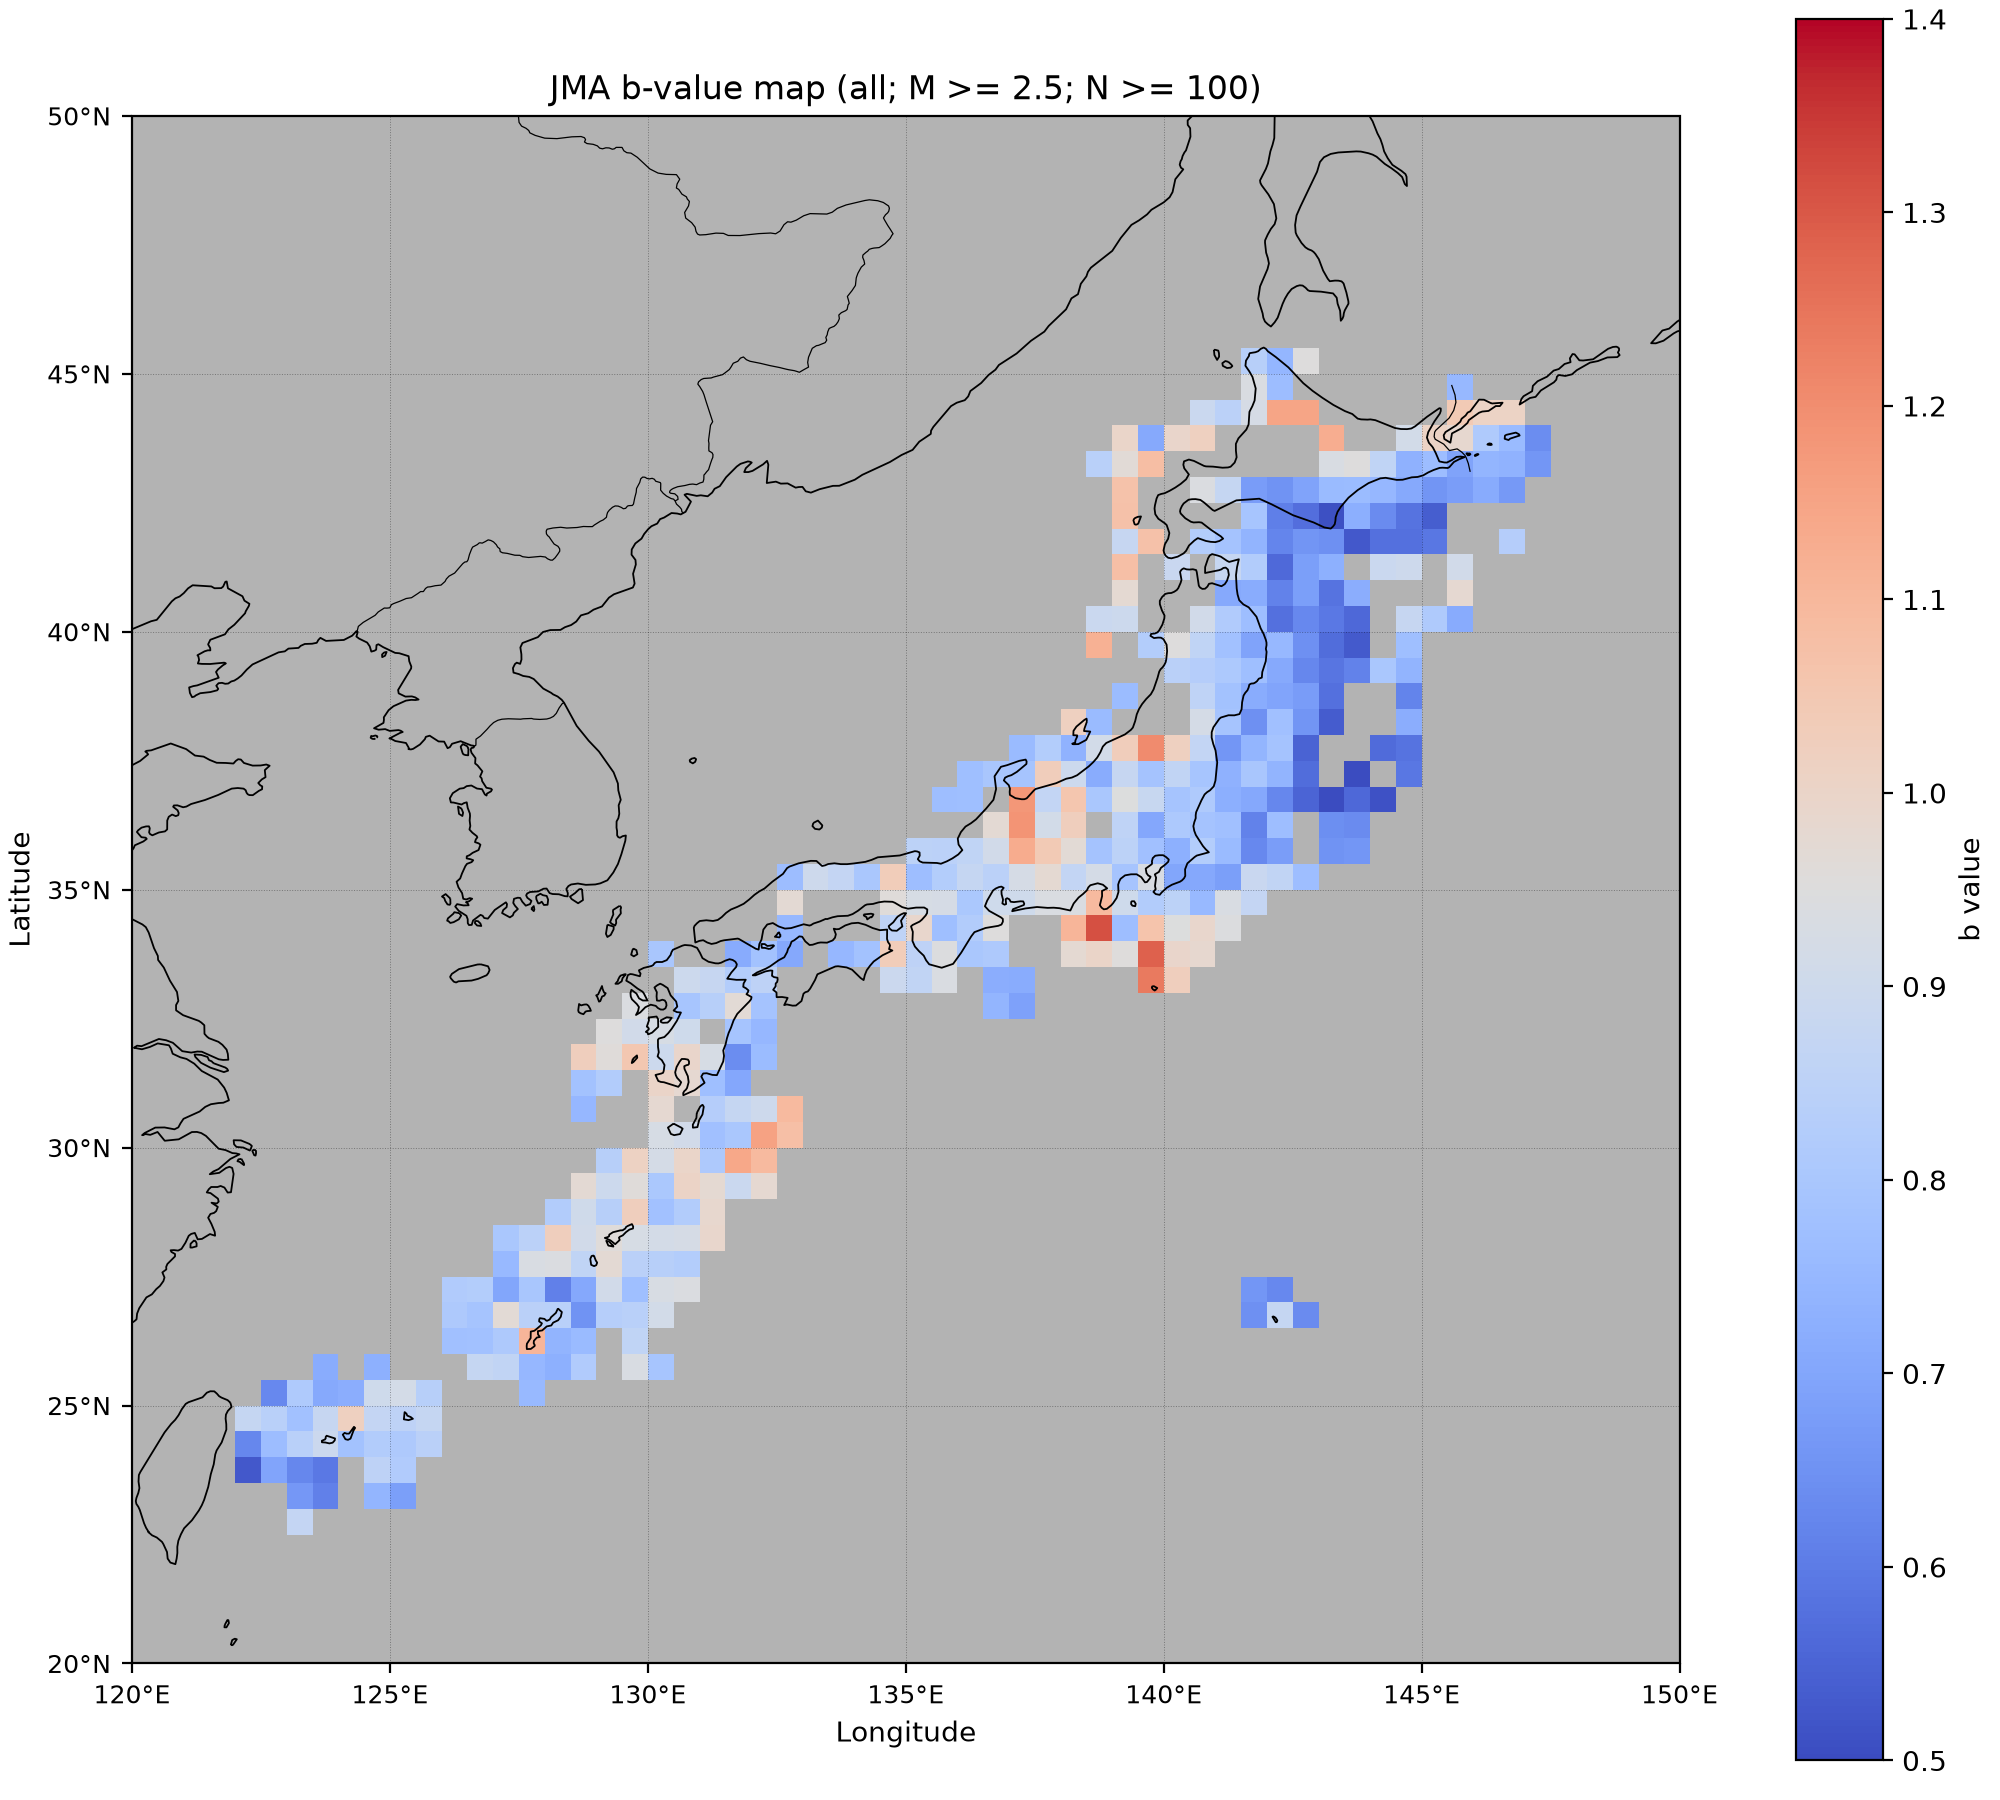 JMA b-value map (all; M >= 2.5; N >= 100)
50°N
45°N
40°N
35°N
30°N
25°N
20°N
Latitude
120°E
125°E
130°E
135°E
140°E
145°E
150°E
Longitude
1.4
1.3
1.2
1.1
1.0
0.9
0.8
0.7
0.6
0.5
b value